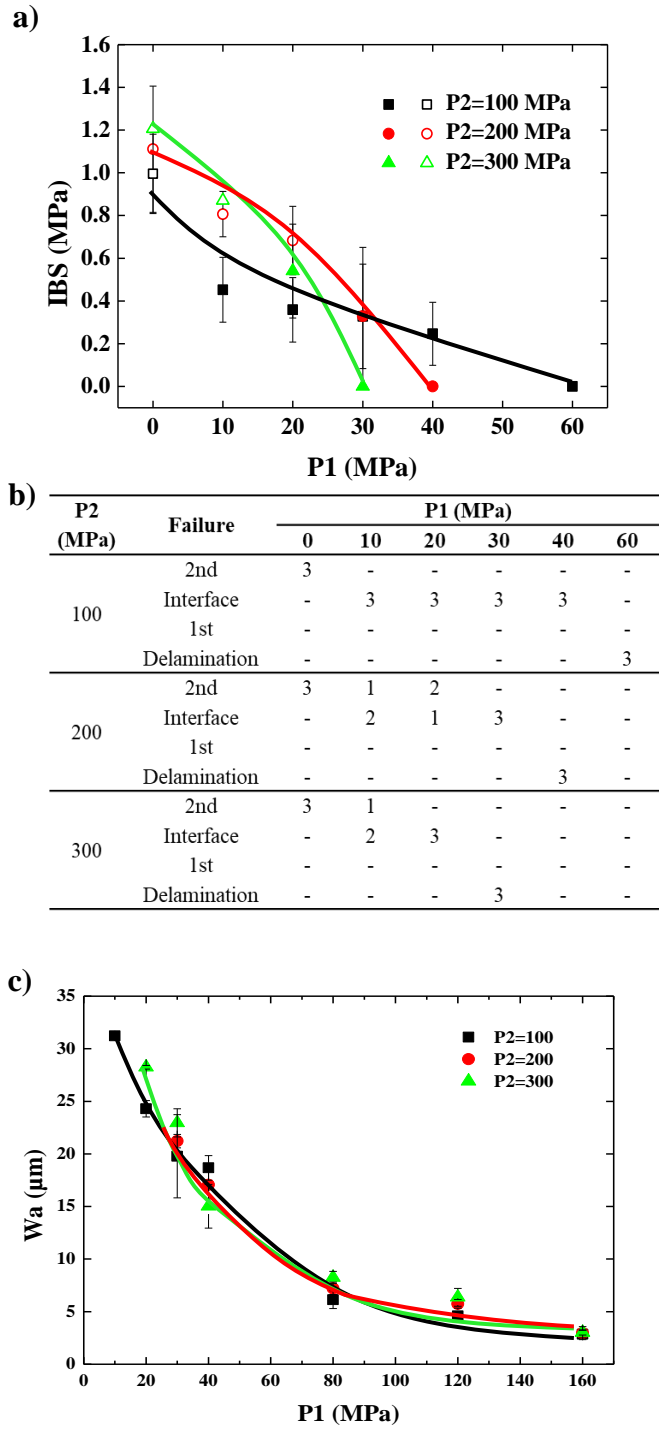 a)
1.6
1.4
1.2
1.0
0.8
0.6
0.4
0.2
0.0
IBS (MPa)
P2=100 MPa
P2=200 MPa
P2=300 MPa
0 10 20 30 40 50 60
P1 (MPa)
b)
P2 (MPa) Failure P1 (MPa)
0 10 20 30 40 60
100
2nd 3 - - - - -
Interface - 3 3 3 3 -
1st - - - - - -
Delamination - - - - - 3
200
2nd 3 1 2 - - -
Interface - 2 1 3 - -
1st - - - - - -
Delamination - - - - 3 -
300
2nd 3 1 - - - -
Interface - 2 3 - - -
1st - - - - - -
Delamination - - - 3 - -
c)
35
30
25
20
15
10
5
0
Wa (μm)
P2=100
P2=200
P2=300
0 20 40 60 80 100 120 140 160
P1 (MPa)